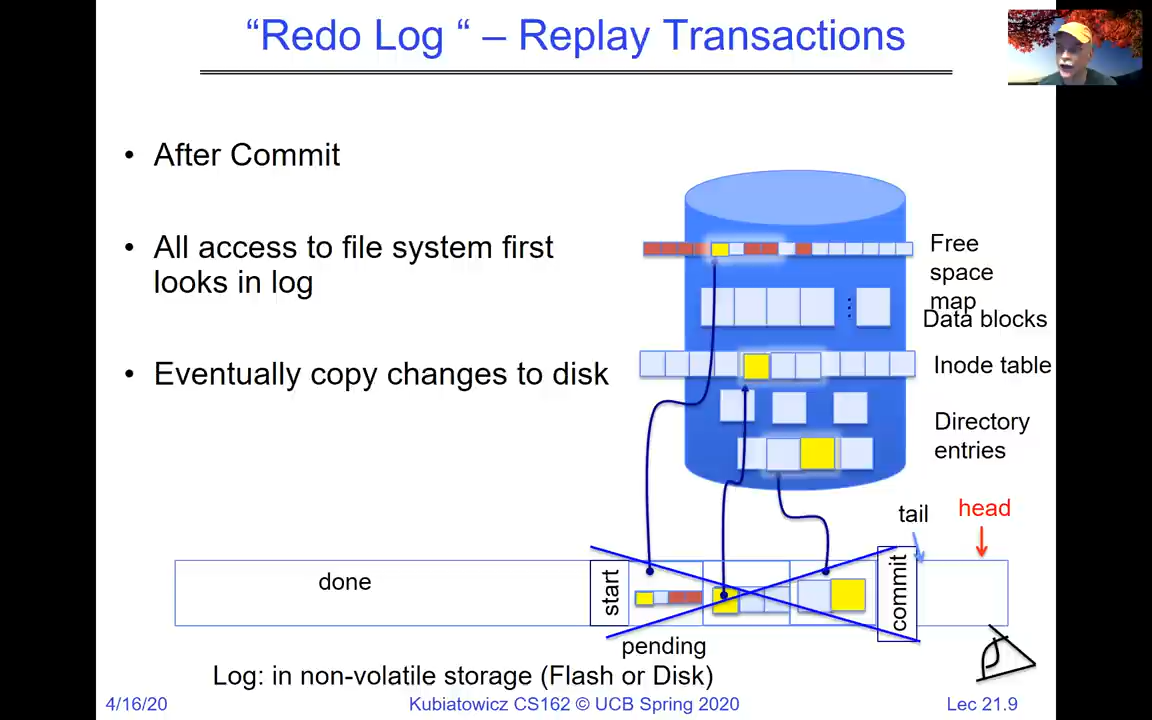 “Redo Log “ – Replay Transactions
• After Commit
• All access to file system first
looks in log
• Eventually copy changes to disk
Free
space
map
Data blocks
Inode table
Directory
entries
tail
head
done
start
commit
pending
Log: in non-volatile storage (Flash or Disk)
4/16/20
Kubiatowicz CS162 © UCB Spring 2020
Lec 21.9